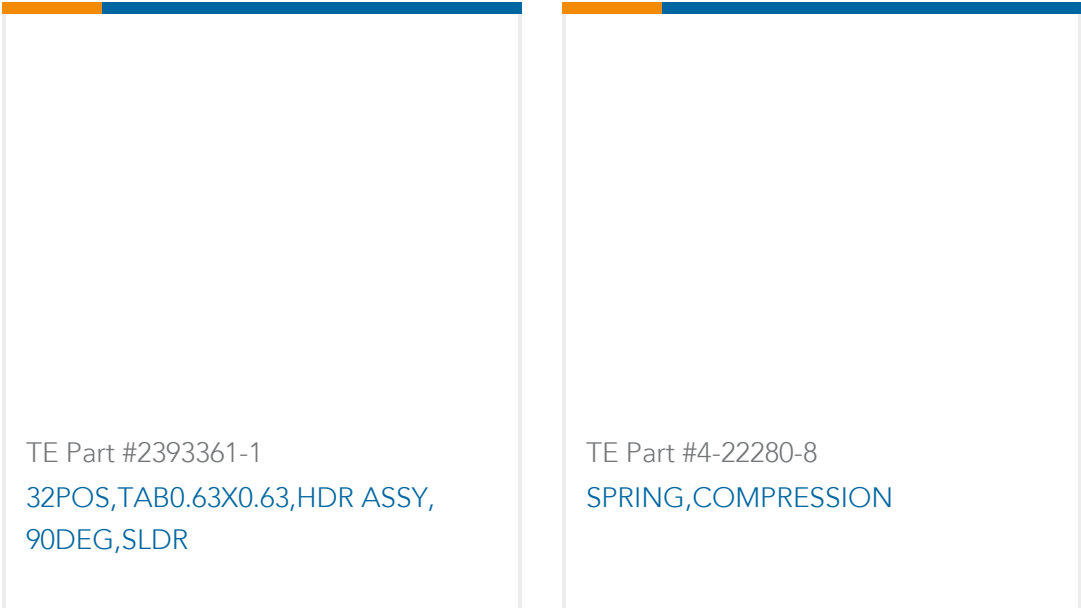 TE Part #2393361-1
32POS,TAB0.63X0.63,HDR ASSY,
90DEG,SLDR
TE Part #4-22280-8
SPRING,COMPRESSION